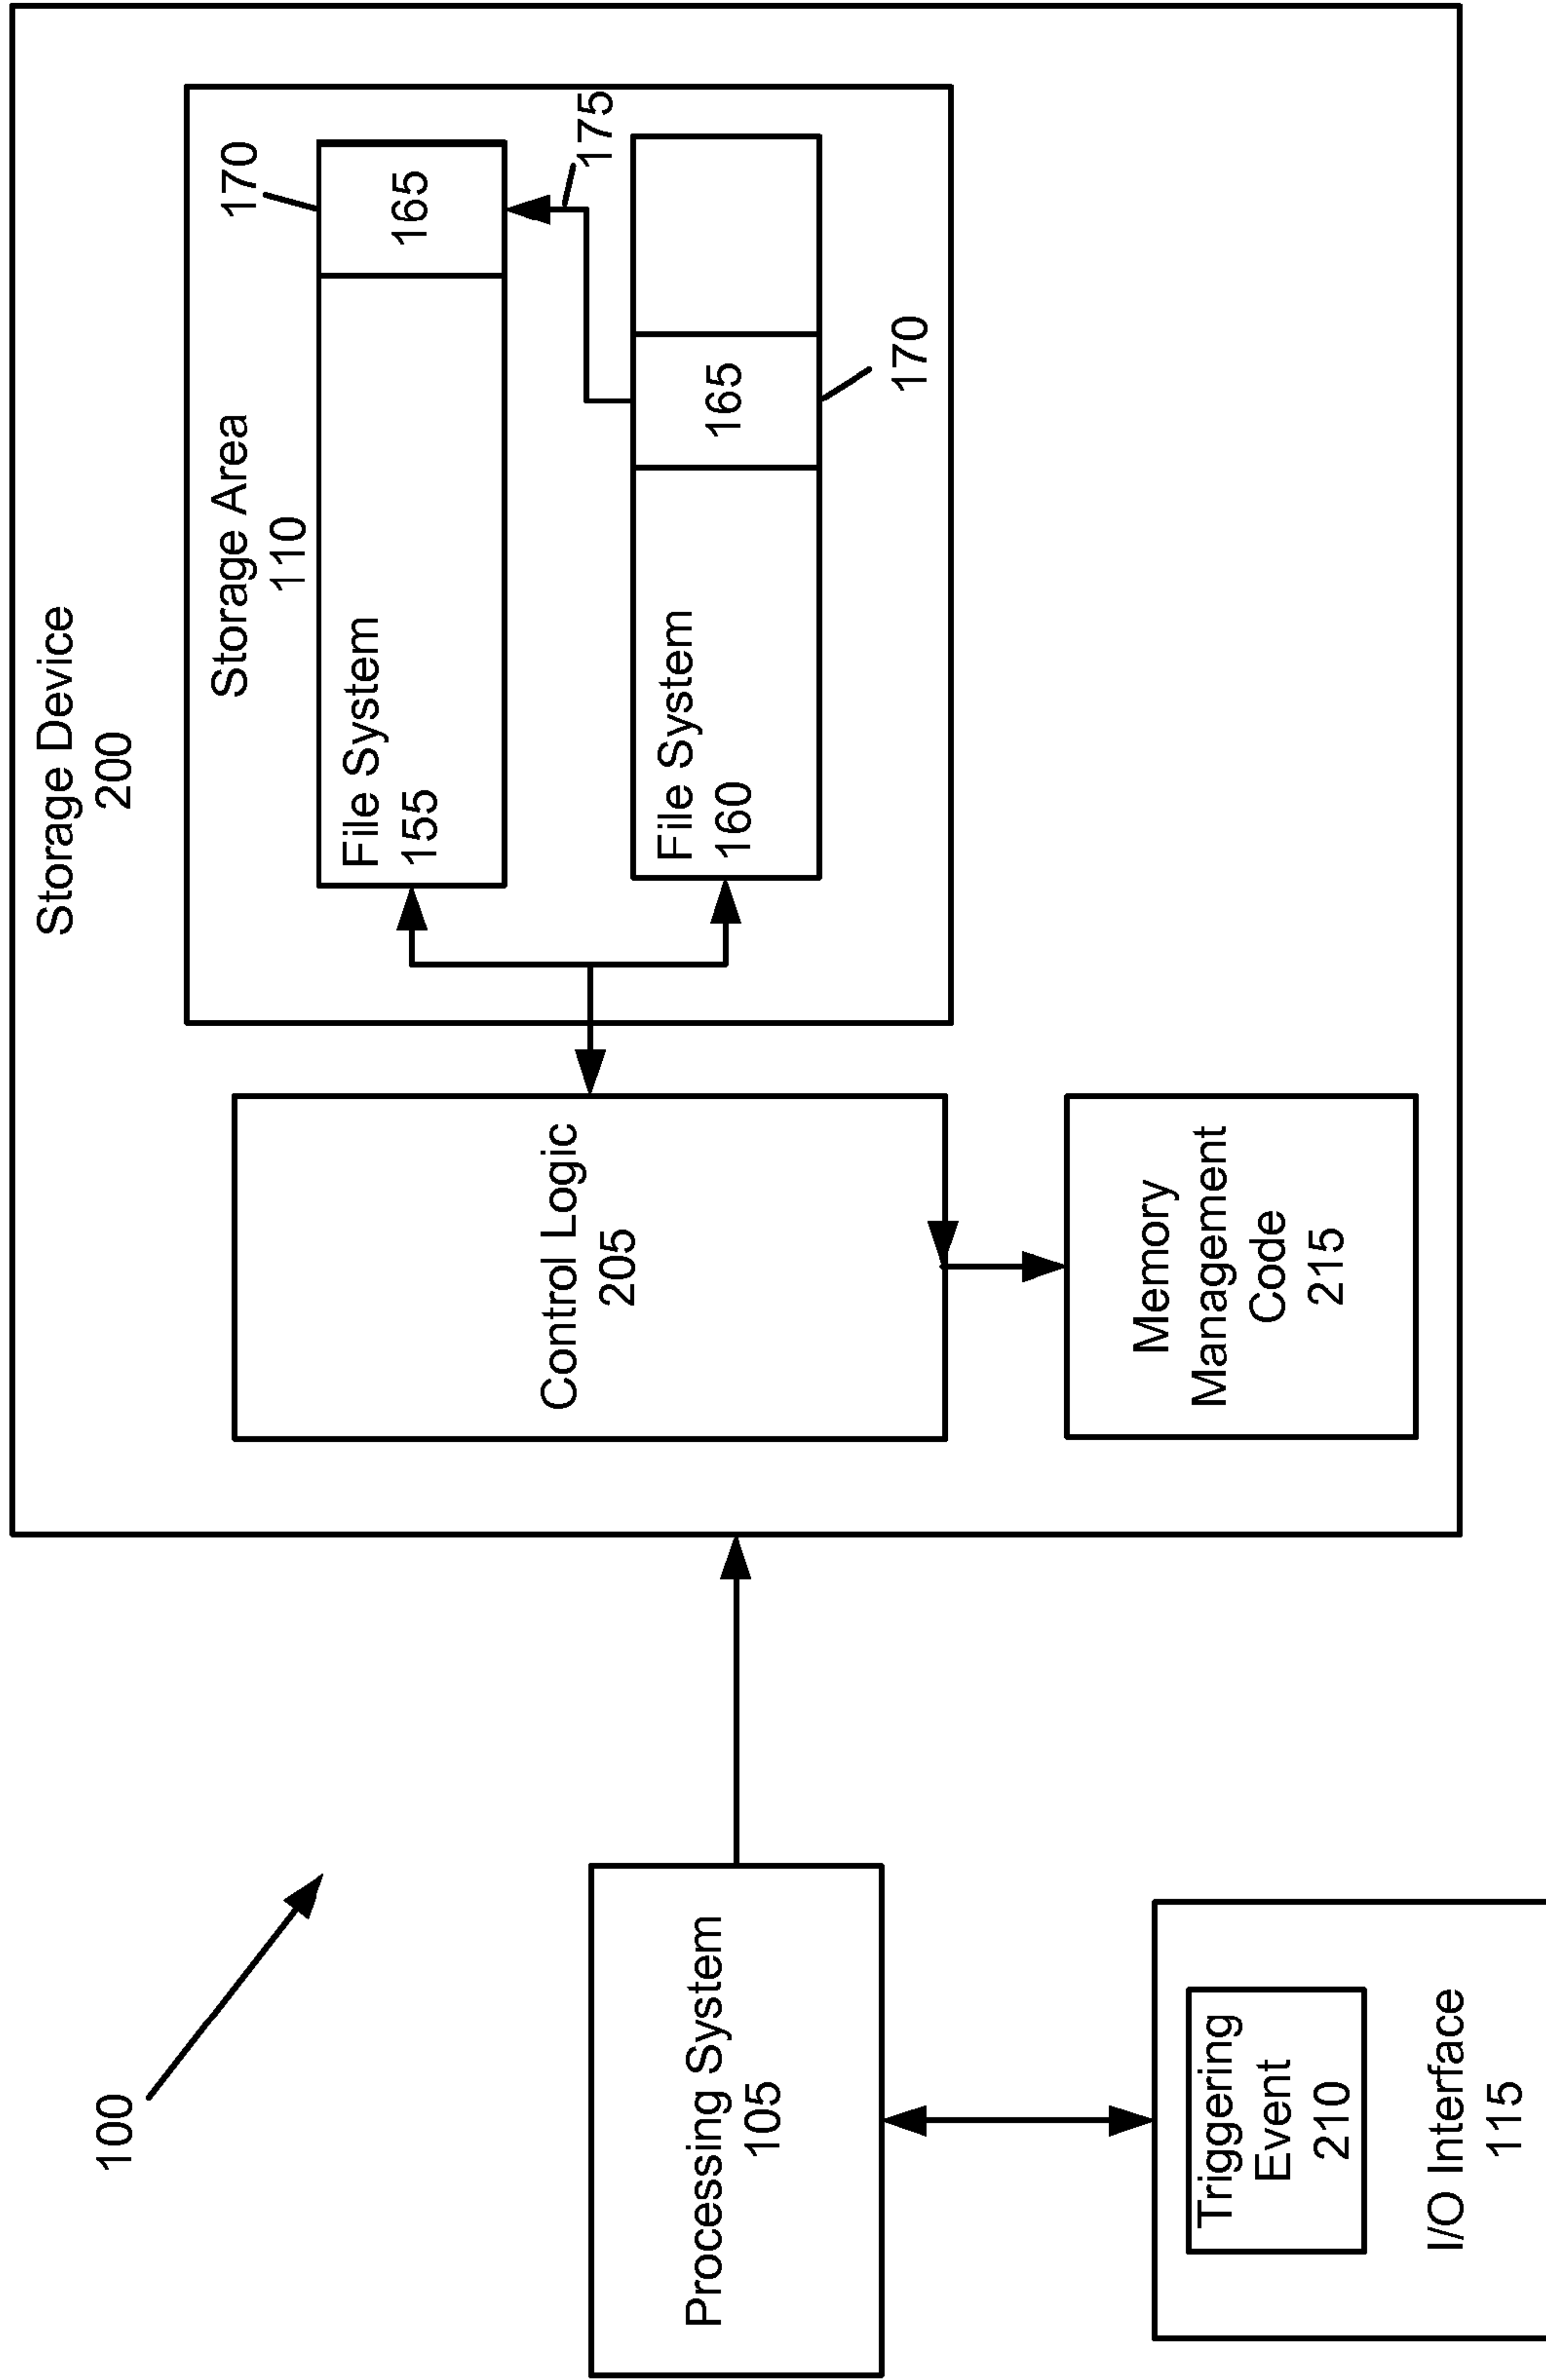 100
Storage Device
200
Storage Area
110
170
165
File System
155
175
File System
160
165
170
Control Logic
205
Memory
Management
Code
215
Processing System
105
Triggering
Event
210
I/O Interface
115